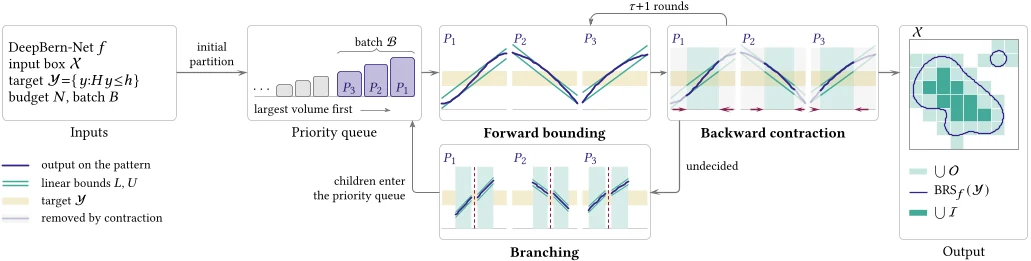 DeepBern-Net f
input box 𝒳
target 𝒴={y:Hy≤h}
budget N, batch B
Inputs
initial
partition
batch ℬ
...
P₃ P₂ P₁
largest volume first
Priority queue
P₁ P₂ P₃
Forward bounding
τ+1 rounds
P₁ P₂ P₃
Backward contraction
undecided
P₁ P₂ P₃
Branching
children enter
the priority queue
output on the pattern
linear bounds L, U
target 𝒴
removed by contraction
𝒳
⋃ 𝒪
BRS_f(𝒴)
⋃ ℐ
Output